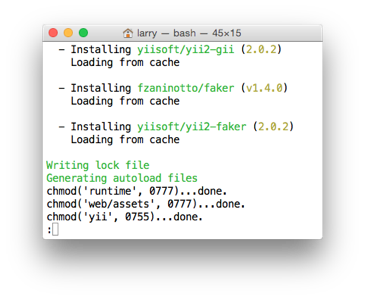 larry — bash — 45×15
- Installing yiisoft/yii2-gii (2.0.2)
Loading from cache
- Installing fzaninotto/faker (v1.4.0)
Loading from cache
- Installing yiisoft/yii2-faker (2.0.2)
Loading from cache
Writing lock file
Generating autoload files
chmod('runtime', 0777)...done.
chmod('web/assets', 0777)...done.
chmod('yii', 0755)...done.
: